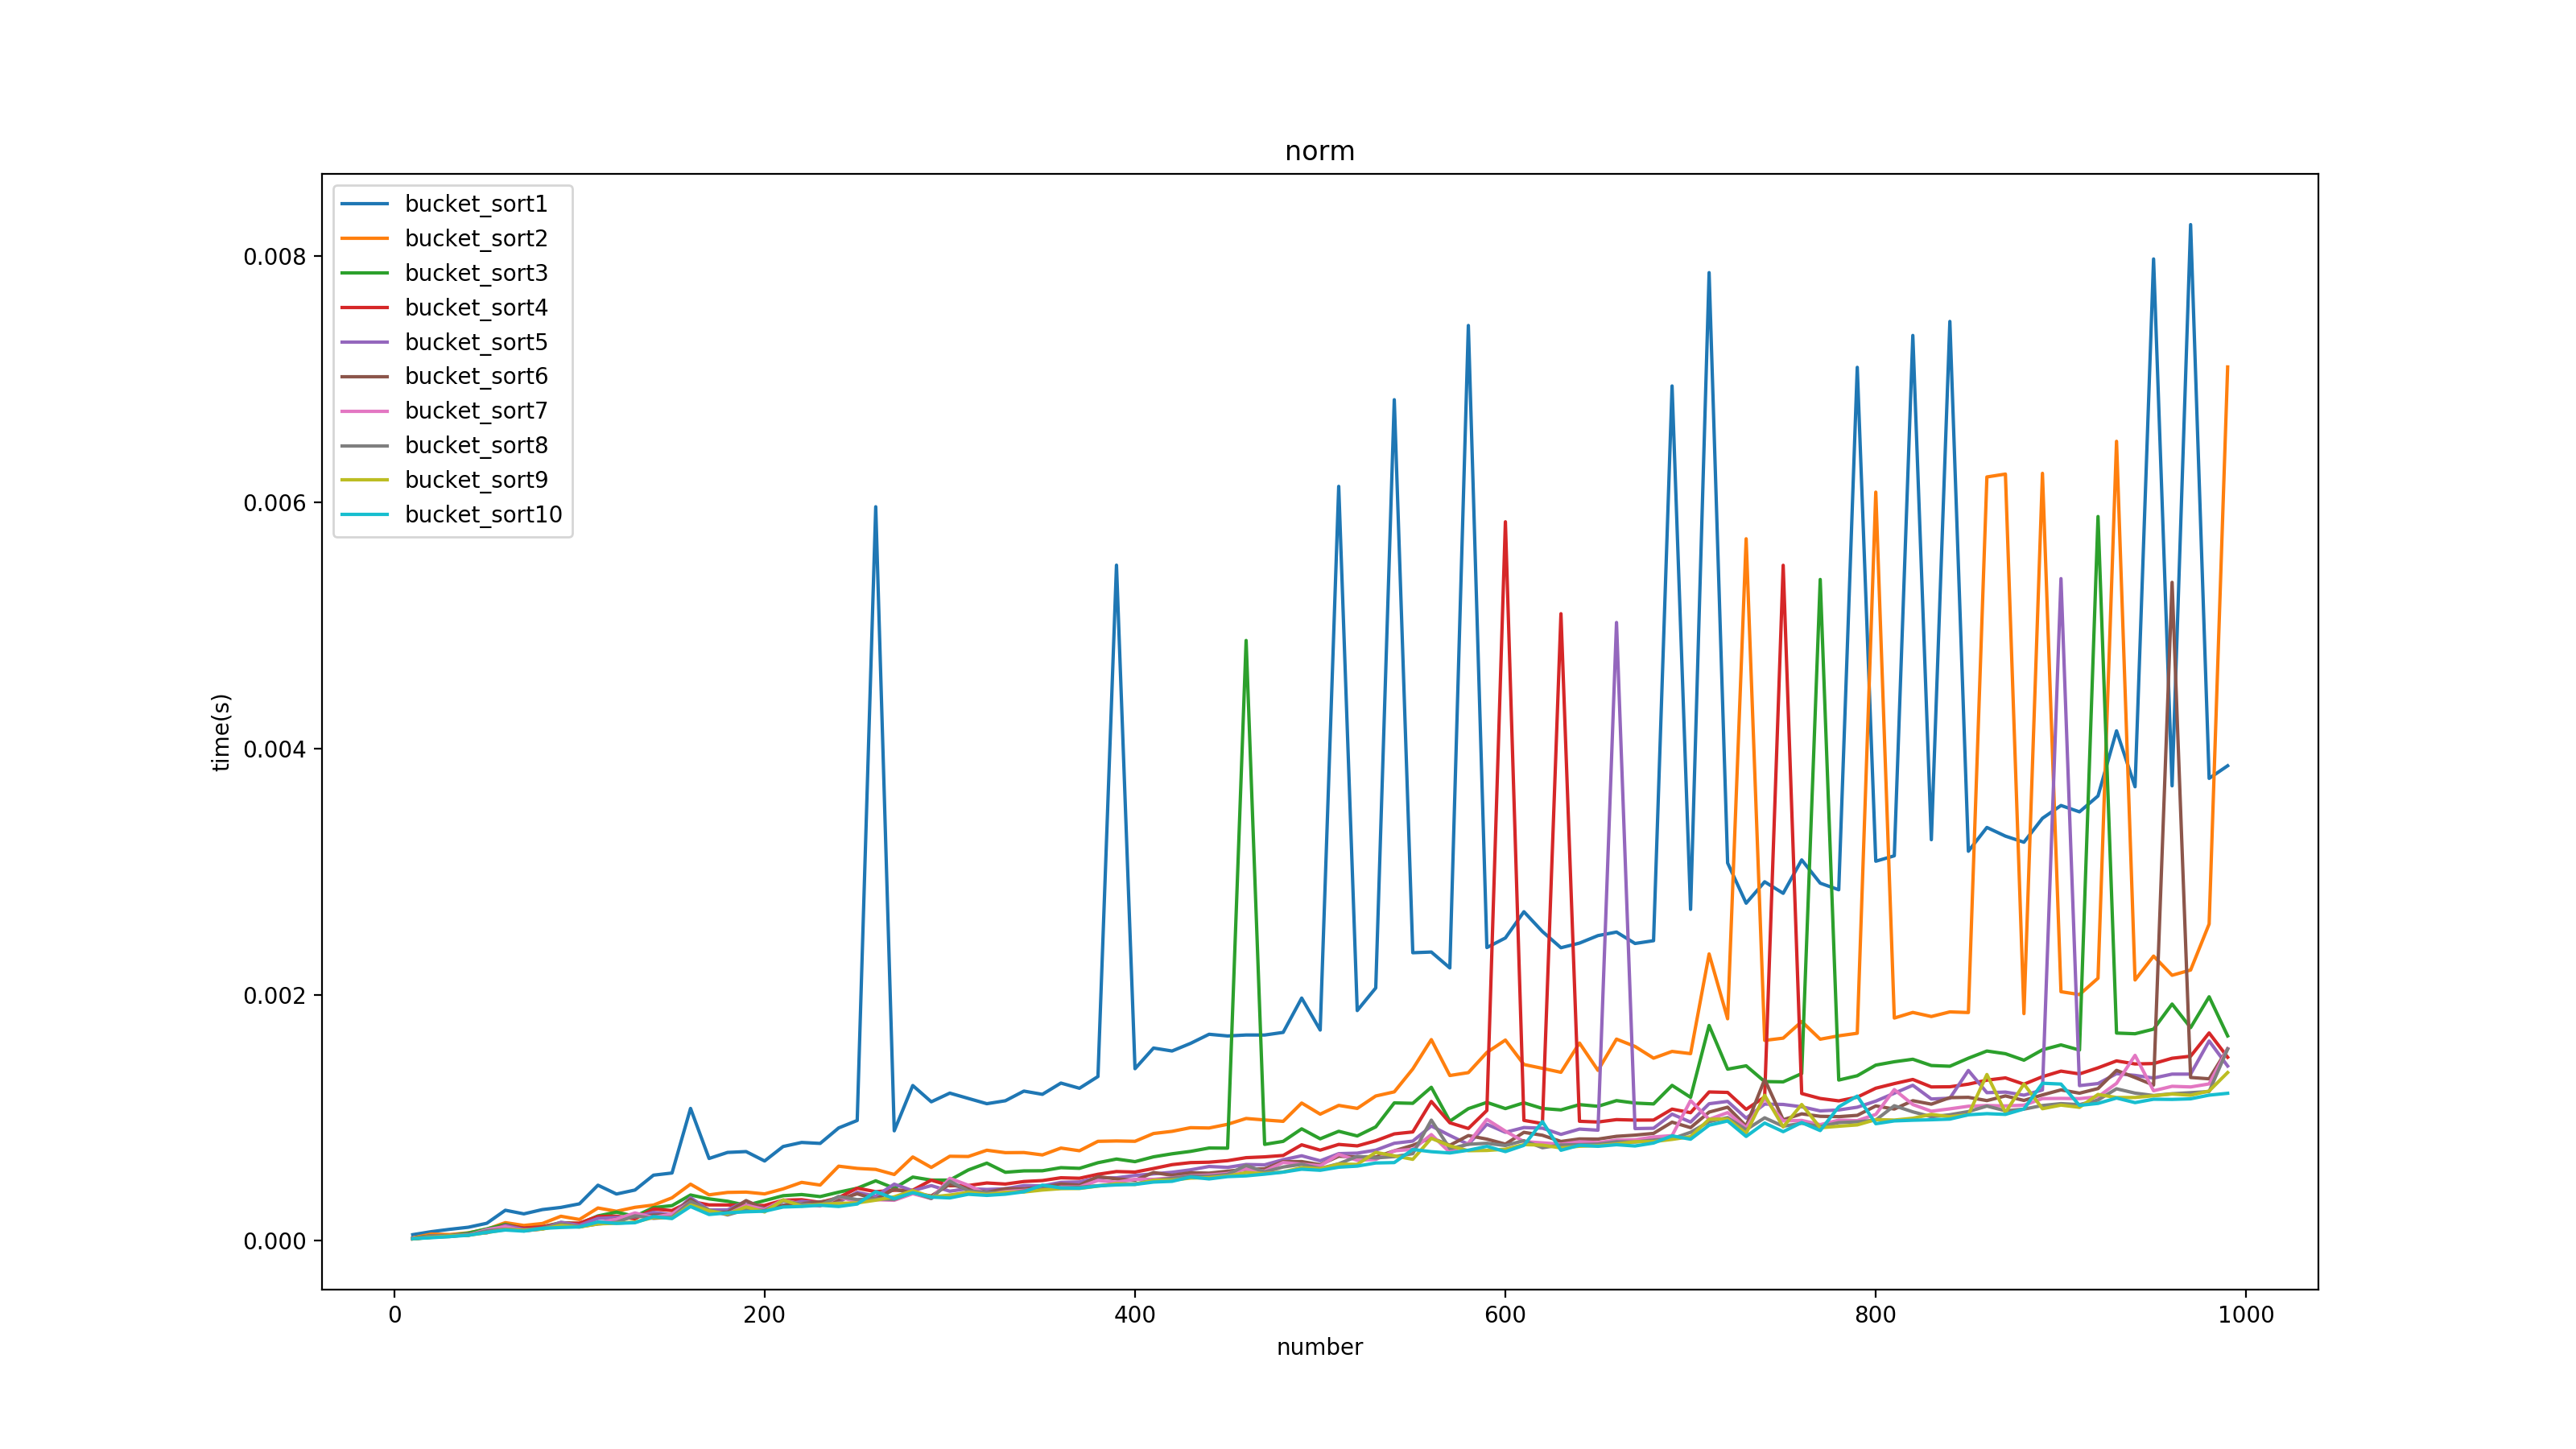 norm
bucket_sort1
bucket_sort2
bucket_sort3
bucket_sort4
bucket_sort5
bucket_sort6
bucket_sort7
bucket_sort8
bucket_sort9
bucket_sort10
0.008
0.006
0.004
0.002
0.000
time(s)
0 200 400 600 800 1000
number